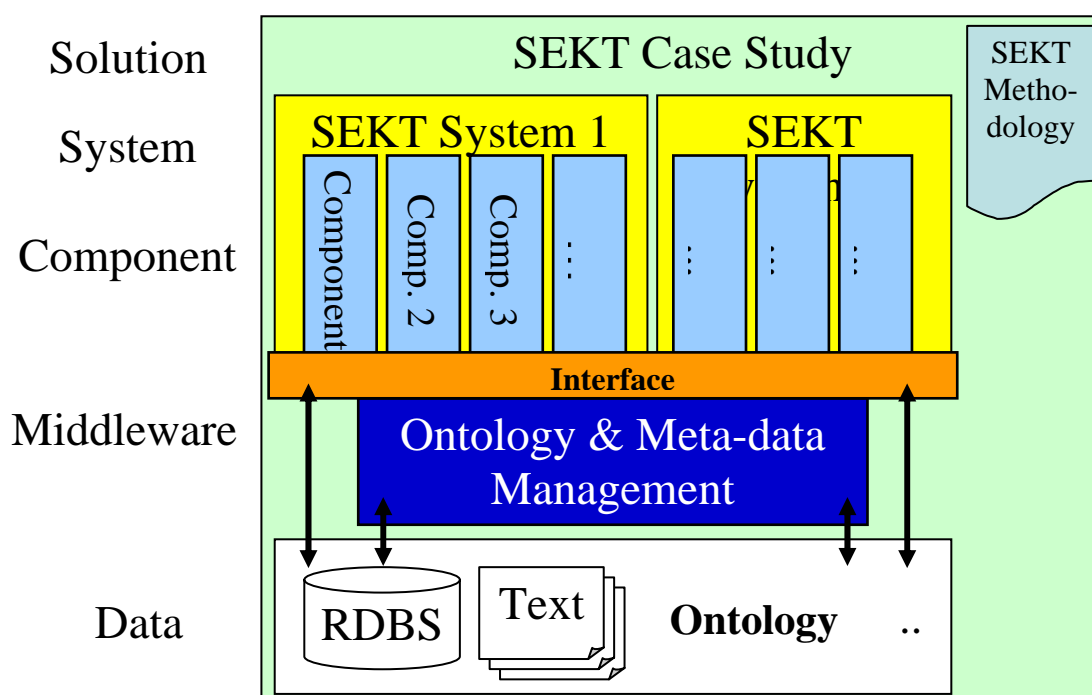 Solution
SEKT Case Study
SEKT
Metho-
dology
System
SEKT System 1
SEKT
Component
Component
Comp. 2
Comp. 3
...
...
...
...
Interface
Middleware
Ontology & Meta-data
Management
Data
RDBS
Text
Ontology
..